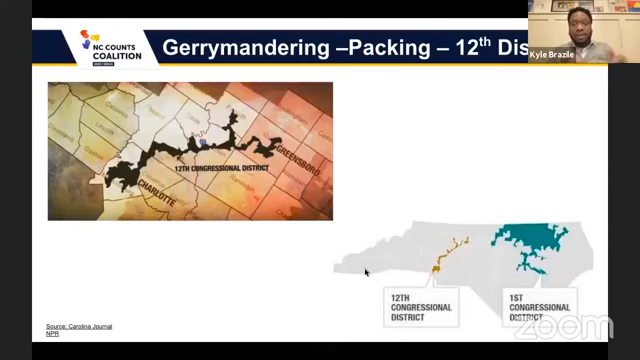 NC COUNTS
COALITION
Gerrymandering –Packing – 12th Dis
Kyle Brazile
GREENSBORO
12TH CONGRESSIONAL DISTRICT
CHARLOTTE
12TH
CONGRESSIONAL
DISTRICT
1ST
CONGRESSIONAL
DISTRICT
Source: Carolina Journal
NPR
zoom